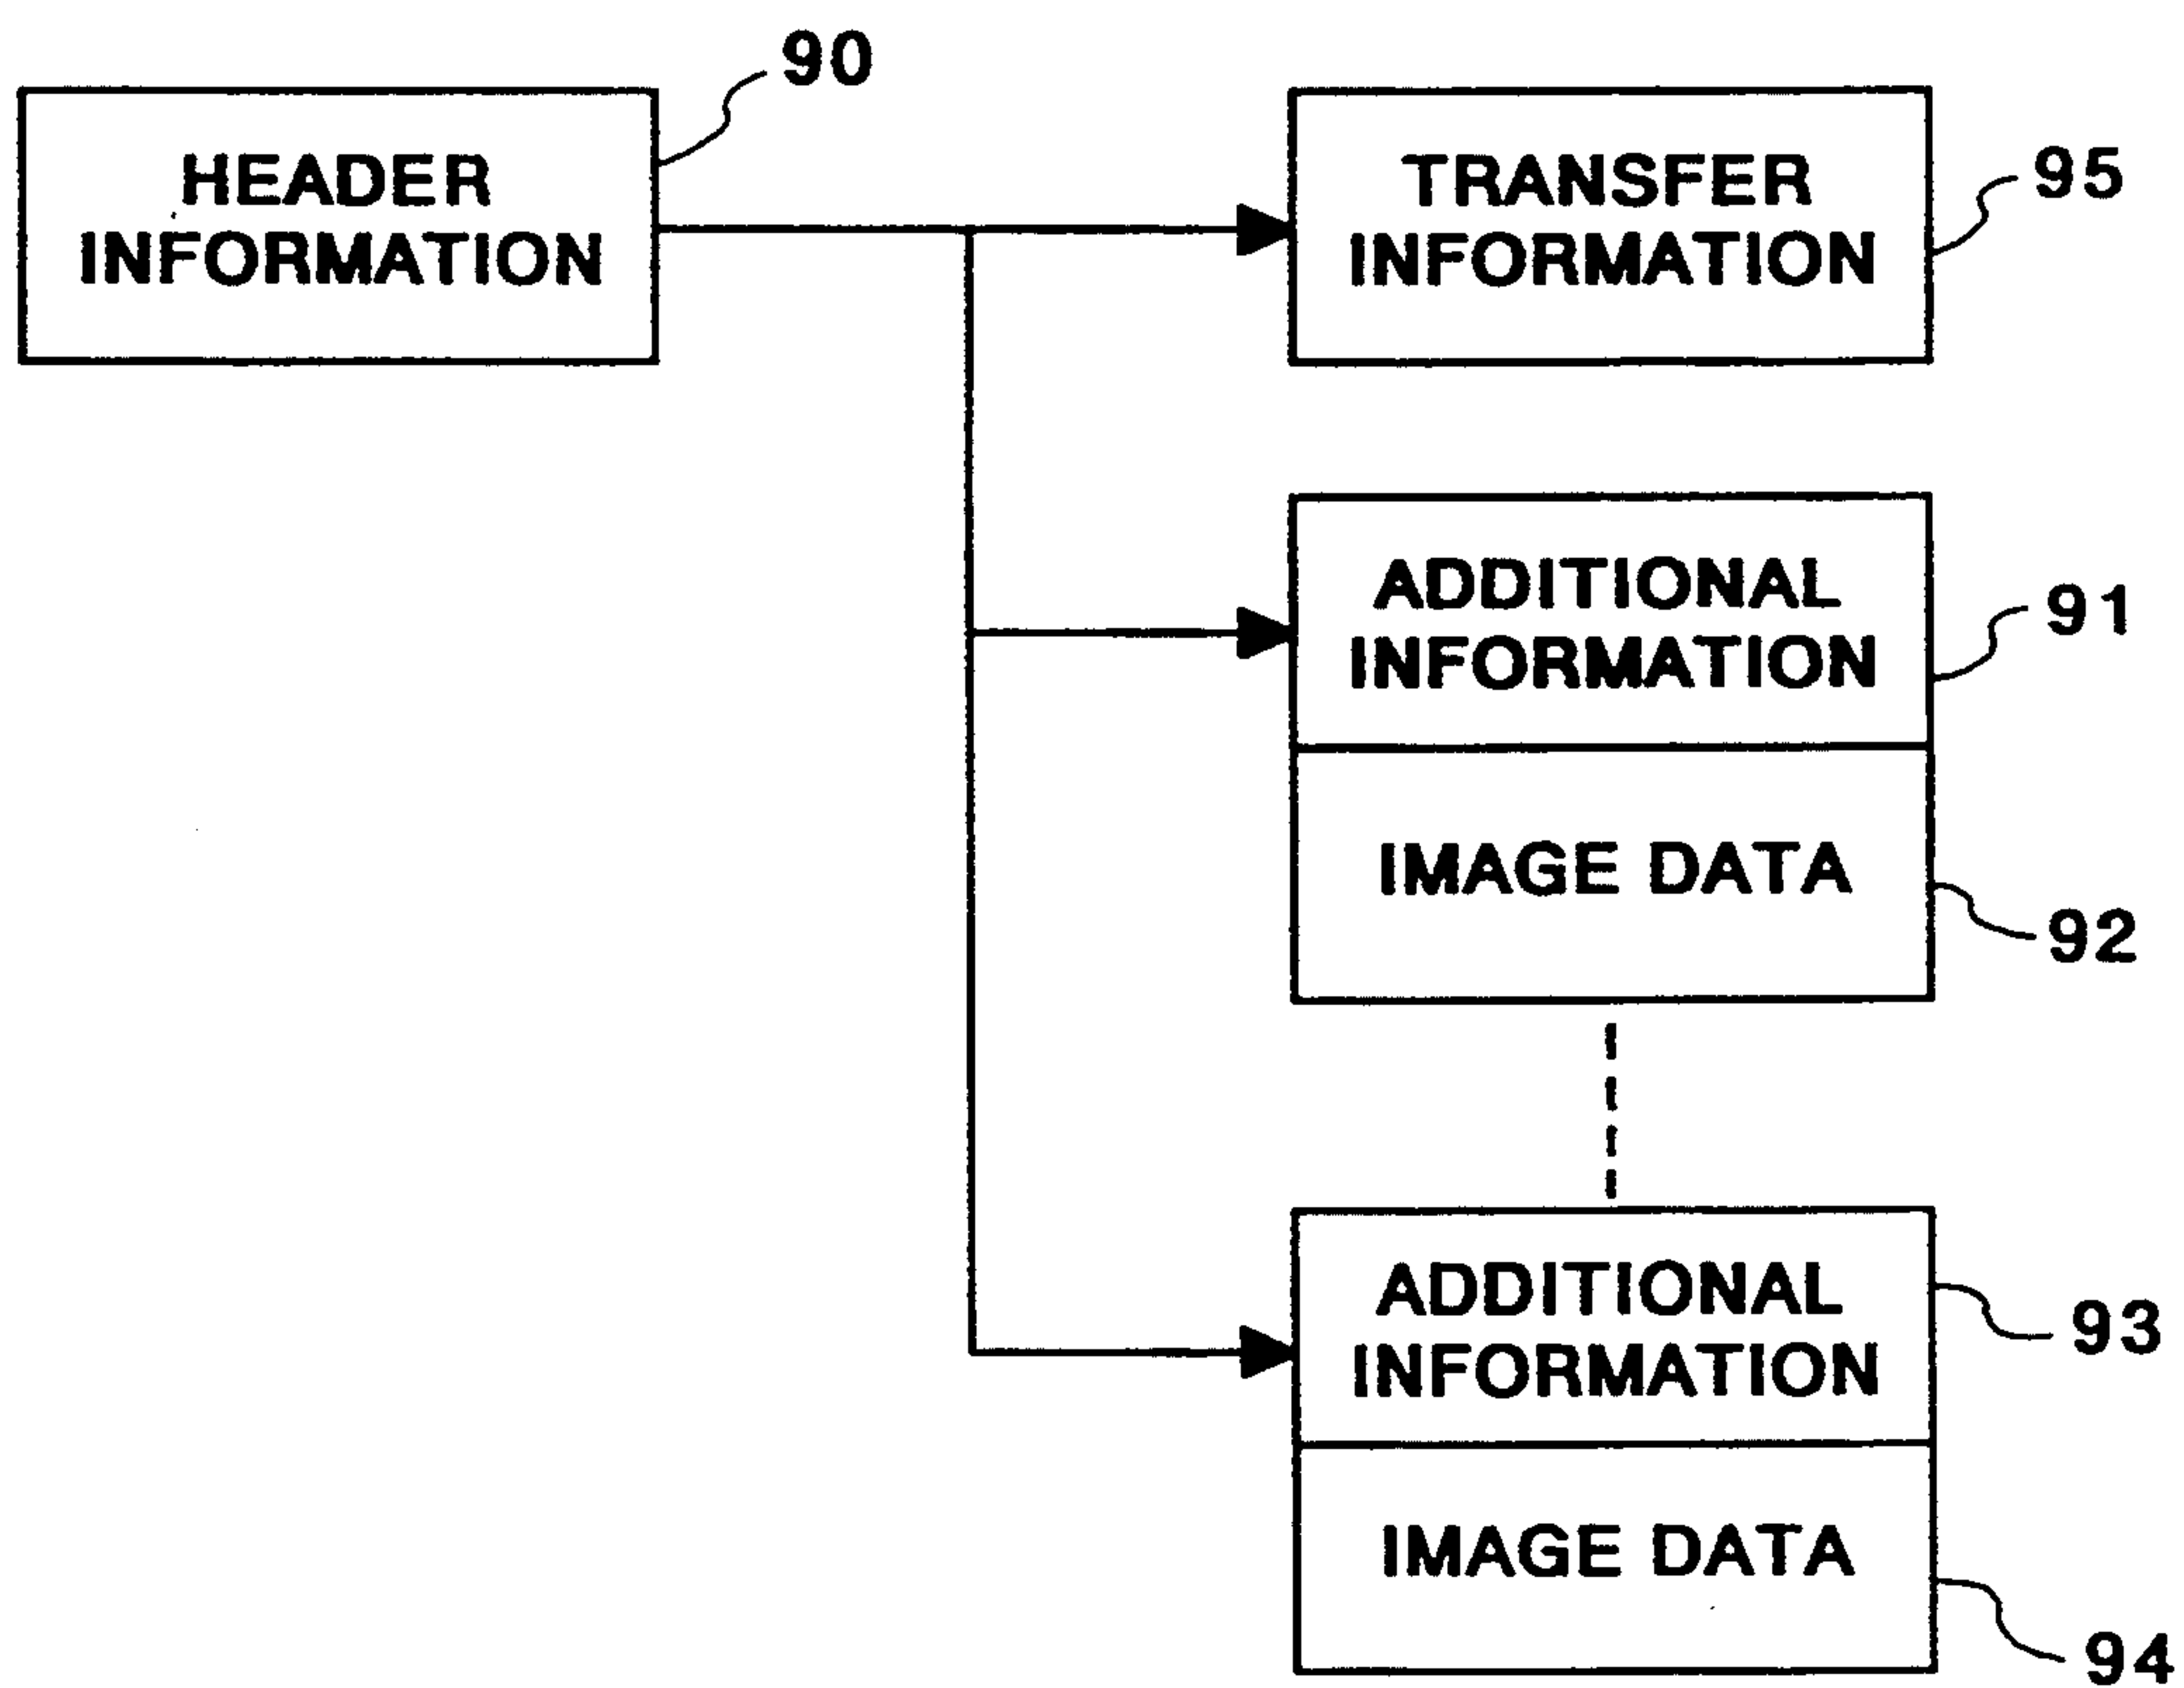 90
HEADER
INFORMATION
TRANSFER
INFORMATION
95
ADDITIONAL
INFORMATION
91
IMAGE DATA
92
ADDITIONAL
INFORMATION
93
IMAGE DATA
94